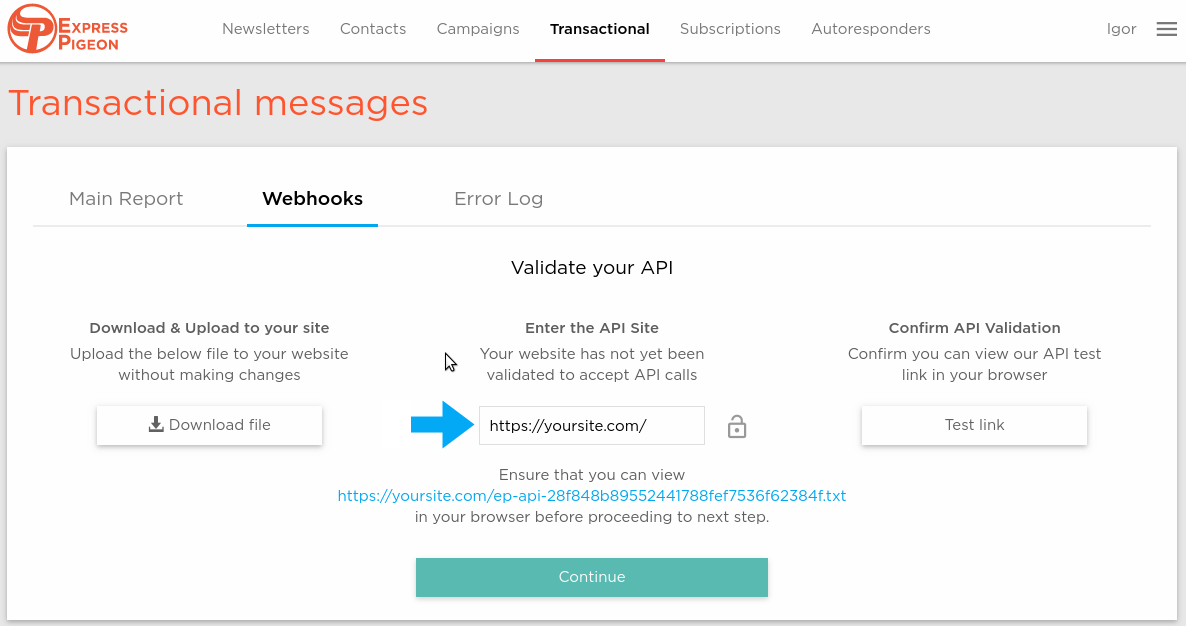 EXPRESS
PIGEON
Newsletters Contacts Campaigns Transactional Subscriptions Autoresponders Igor
Transactional messages
Main Report Webhooks Error Log
Validate your API
Download & Upload to your site
Upload the below file to your website
without making changes
Download file
Enter the API Site
Your website has not yet been
validated to accept API calls
https://yoursite.com/
Ensure that you can view
https://yoursite.com/ep-api-28f848b89552441788fef7536f62384f.txt
in your browser before proceeding to next step.
Confirm API Validation
Confirm you can view our API test
link in your browser
Test link
Continue